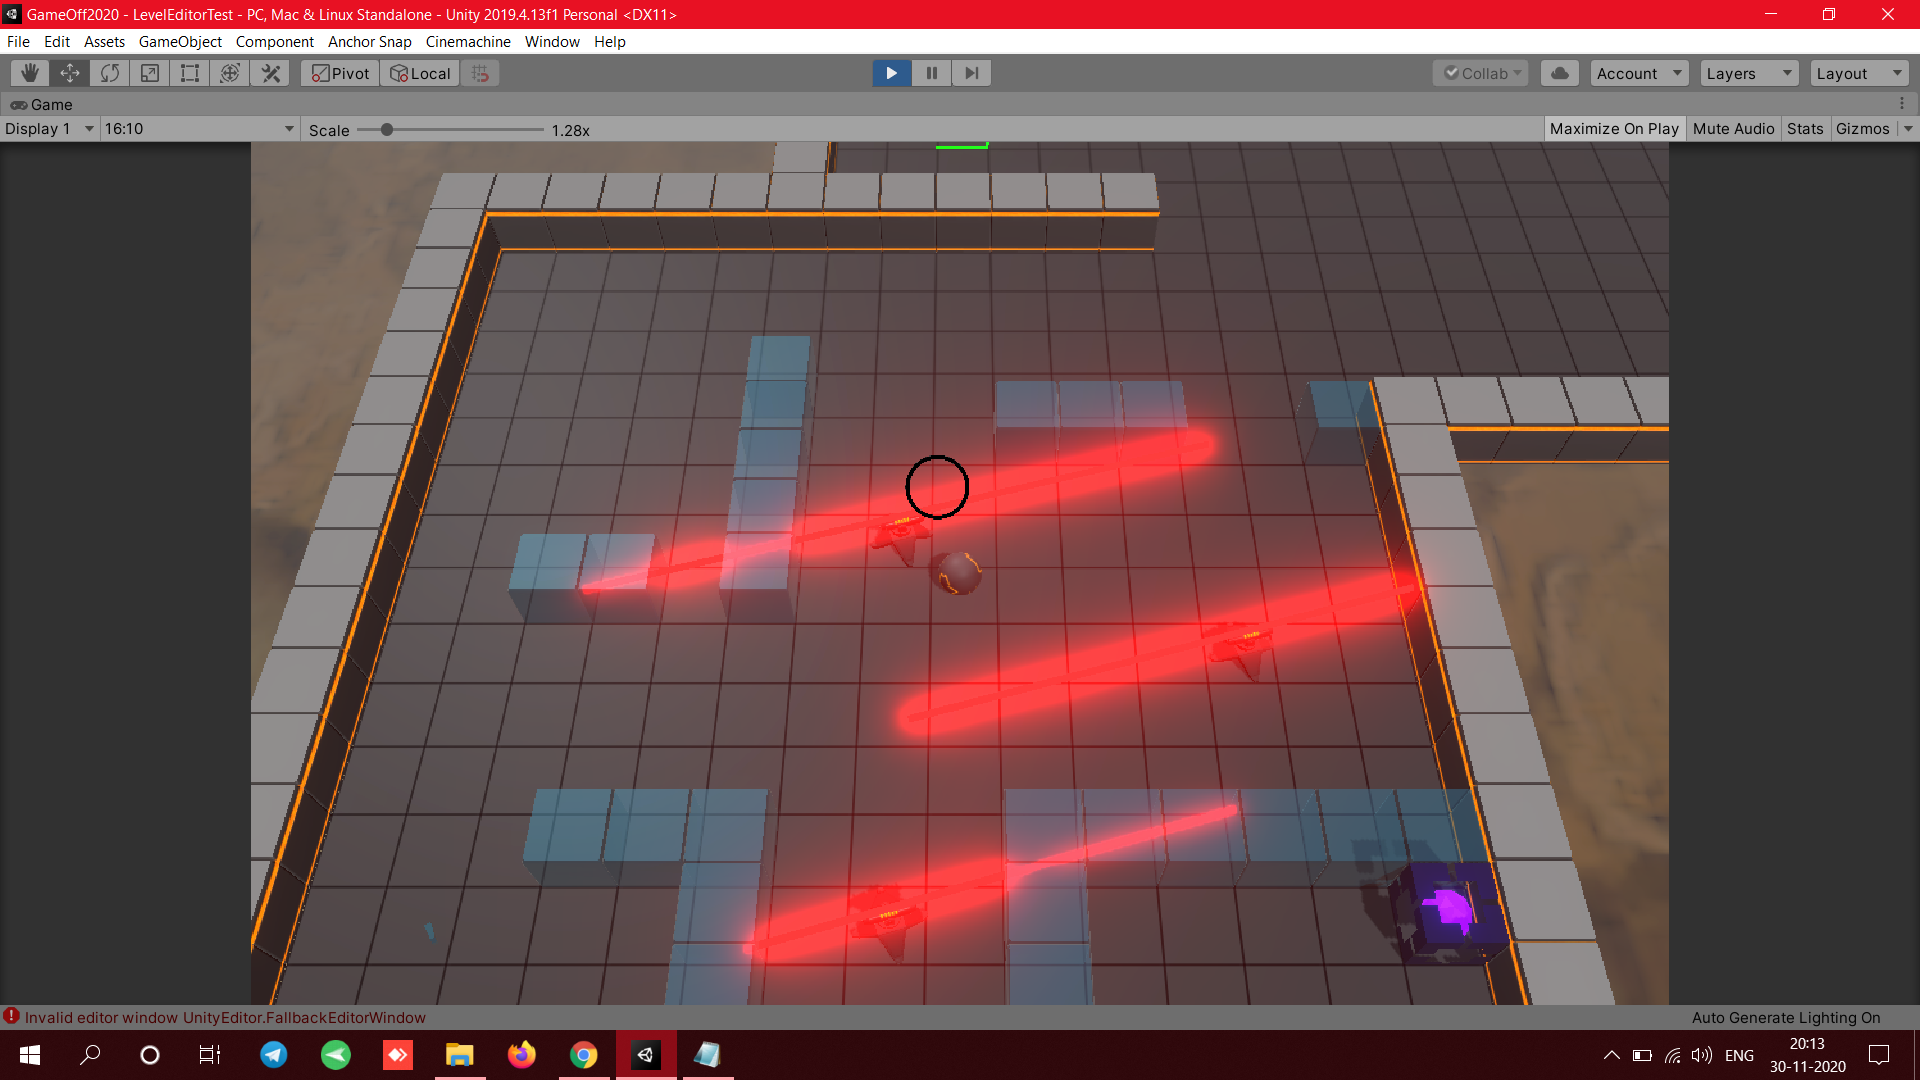 GameOff2020 - LevelEditorTest - PC, Mac & Linux Standalone - Unity 2019.4.13f1 Personal <DX11>
File Edit Assets GameObject Component Anchor Snap Cinemachine Window Help
Pivot Local Collab Account Layers Layout
Game
Display 1 16:10 Scale 1.28x Maximize On Play Mute Audio Stats Gizmos
Invalid editor window UnityEditor.FallbackEditorWindow Auto Generate Lighting On
ENG 20:13
30-11-2020